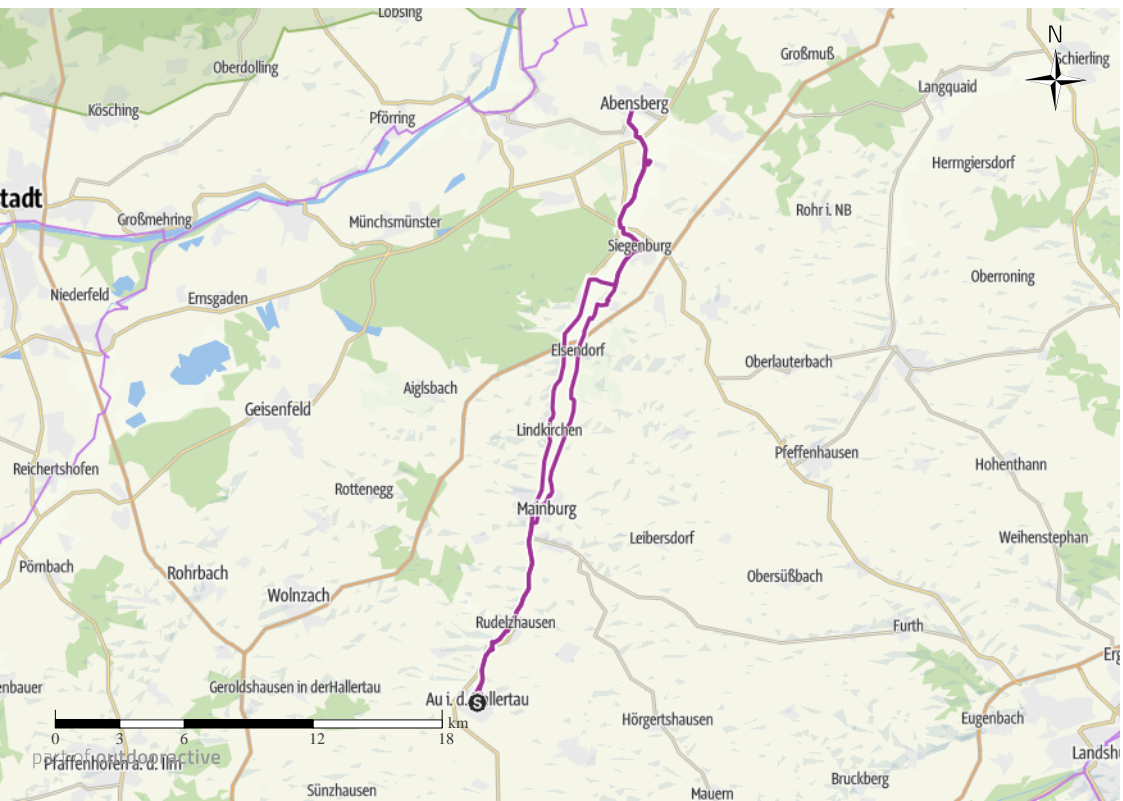 Lobsing
N
Großmuß
Schierling
Oberdolling
Langquaid
Kösching
Abensberg
Pförring
Herrngiersdorf
tadt
Rohr i. NB
Großmehring
Münchsmünster
Siegenburg
Oberroning
Niederfeld
Ernsgaden
Elsendorf
Oberlauterbach
Aiglsbach
Geisenfeld
Lindkirchen
Pfeffenhausen
Reichertshofen
Hohenthann
Rottenegg
Mainburg
Leibersdorf
Weihenstephan
Pörnbach
Rohrbach
Obersüßbach
Wolnzach
Rudelzhausen
Furth
Erg
enbauer
Geroldshausen in derHallertau
Au i. d. Hallertau
S
Hörgertshausen
Eugenbach
km
0 3 6 12 18
Landshu
part of outdooractive
Pfaffenhofen a. d. Ilm
Bruckberg
Sünzhausen
Mauern